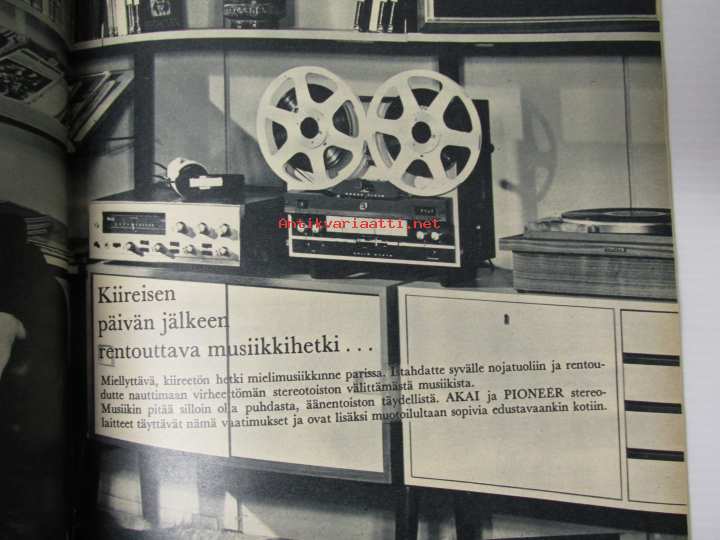 Antikvariaatti.net
Kiireisen
päivän jälkeen
rentouttava musiikkihetki . . .
Miellyttävä, kiireetön hetki mielimusiikkinne parissa. Istahdatte syvälle nojatuoliin ja rentou-
dutte nauttimaan virheettömän stereotoiston välittämästä musiikista.
Musiikin pitää silloin olla puhdasta, äänentoiston täydellistä. AKAI ja PIONEER stereo-
laitteet täyttävät nämä vaatimukset ja ovat lisäksi muotoilultaan sopivia edustavaankin kotiin.